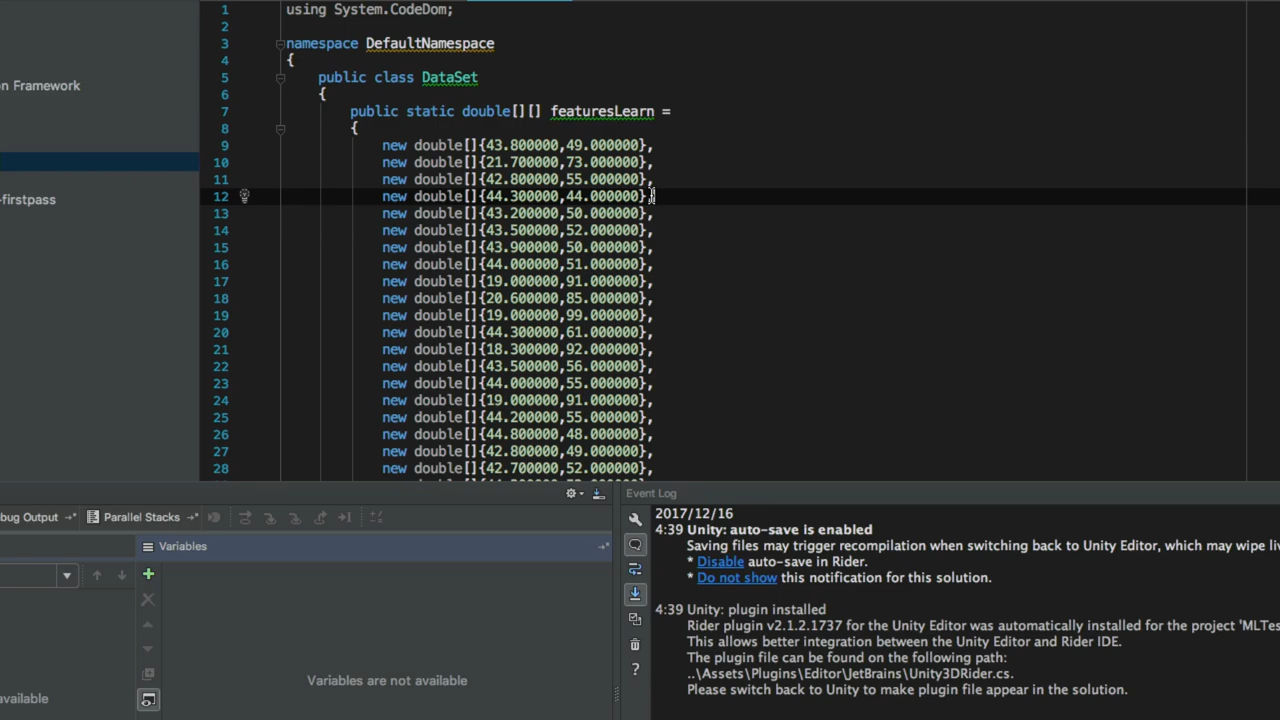 1 using System.CodeDom;
2
3 namespace DefaultNamespace
4 {
on Framework
5 public class DataSet
6 {
7 public static double[][] featuresLearn =
8 {
9 new double[]{43.800000,49.000000},
10 new double[]{21.700000,73.000000},
11 new double[]{42.800000,55.000000},
-firstpass
12 new double[]{44.300000,44.000000},
13 new double[]{43.200000,50.000000},
14 new double[]{43.500000,52.000000},
15 new double[]{43.900000,50.000000},
16 new double[]{44.000000,51.000000},
17 new double[]{19.000000,91.000000},
18 new double[]{20.600000,85.000000},
19 new double[]{19.000000,99.000000},
20 new double[]{44.300000,61.000000},
21 new double[]{18.300000,92.000000},
22 new double[]{43.500000,56.000000},
23 new double[]{44.000000,55.000000},
24 new double[]{19.000000,91.000000},
25 new double[]{44.200000,55.000000},
26 new double[]{44.800000,48.000000},
27 new double[]{42.800000,49.000000},
28 new double[]{42.700000,52.000000},
bug Output Parallel Stacks
Variables
Variables are not available
available
Event Log
2017/12/16
4:39 Unity: auto-save is enabled
Saving files may trigger recompilation when switching back to Unity Editor, which may wipe li
* Disable auto-save in Rider.
* Do not show this notification for this solution.
4:39 Unity: plugin installed
Rider plugin v2.1.2.1737 for the Unity Editor was automatically installed for the project 'MLTes
This allows better integration between the Unity Editor and Rider IDE.
The plugin file can be found on the following path:
..\Assets\Plugins\Editor\JetBrains\Unity3DRider.cs.
Please switch back to Unity to make plugin file appear in the solution.